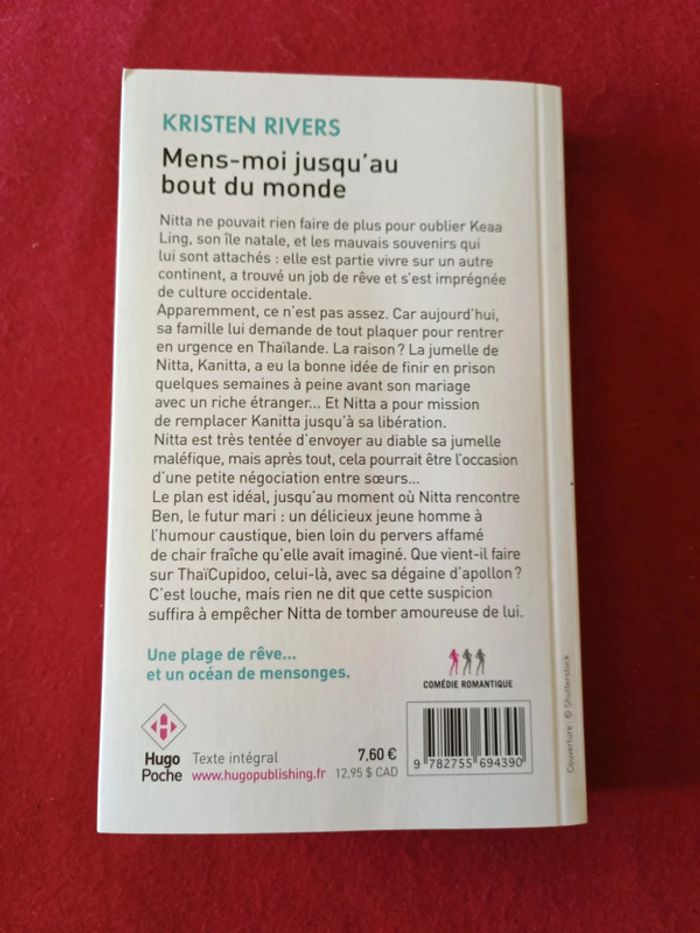 KRISTEN RIVERS
Mens-moi jusqu'au
bout du monde
Nitta ne pouvait rien faire de plus pour oublier Keaa
Ling, son île natale, et les mauvais souvenirs qui
lui sont attachés : elle est partie vivre sur un autre
continent, a trouvé un job de rêve et s'est imprégnée
de culture occidentale.
Apparemment, ce n'est pas assez. Car aujourd'hui,
sa famille lui demande de tout plaquer pour rentrer
en urgence en Thaïlande. La raison ? La jumelle de
Nitta, Kanitta, a eu la bonne idée de finir en prison
quelques semaines à peine avant son mariage
avec un riche étranger... Et Nitta a pour mission
de remplacer Kanitta jusqu'à sa libération.
Nitta est très tentée d'envoyer au diable sa jumelle
maléfique, mais après tout, cela pourrait être l'occasion
d'une petite négociation entre sœurs...
Le plan est idéal, jusqu'au moment où Nitta rencontre
Ben, le futur mari : un délicieux jeune homme à
l'humour caustique, bien loin du pervers affamé
de chair fraîche qu'elle avait imaginé. Que vient-il faire
sur ThaïCupidoo, celui-là, avec sa dégaine d'apollon ?
C'est louche, mais rien ne dit que cette suspicion
suffira à empêcher Nitta de tomber amoureuse de lui.
Une plage de rêve...
et un océan de mensonges.
COMÉDIE ROMANTIQUE
H
Hugo
Poche
Texte intégral
www.hugopublishing.fr
7,60 €
12,95 $ CAD
9 782755 694390
Couverture : © Shutterstock